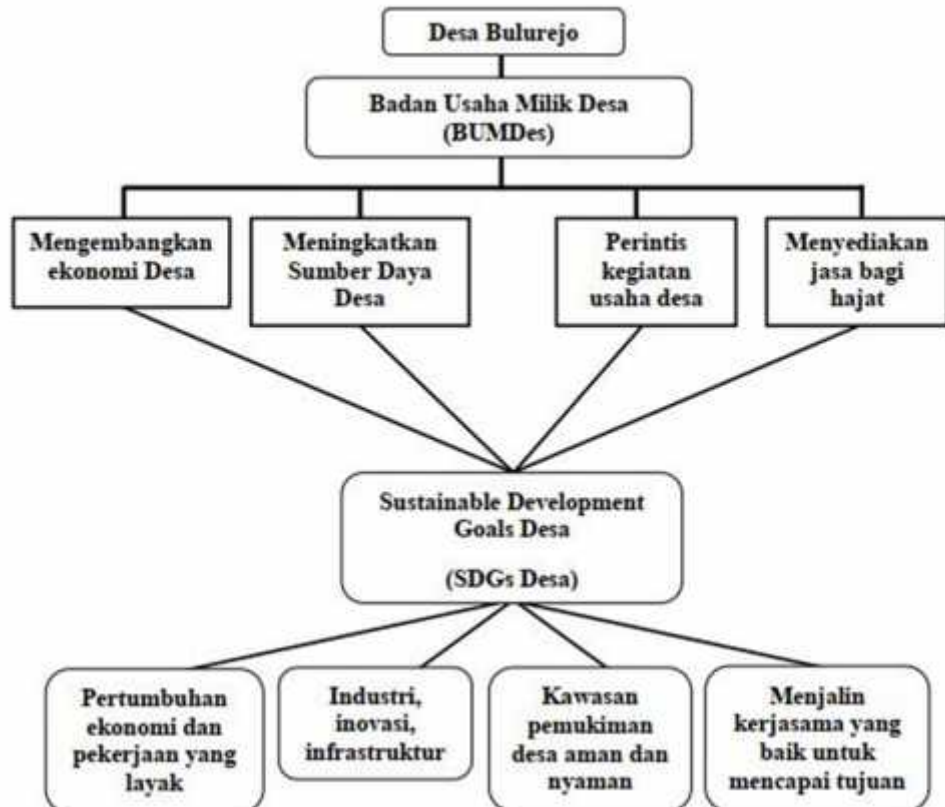 Desa Bulurejo
Badan Usaha Milik Desa
(BUMDes)
Mengembangkan
ekonomi Desa
Meningkatkan
Sumber Daya
Desa
Perintis
kegiatan
usaha desa
Menyediakan
jasa bagi
hajat
Sustainable Development
Goals Desa
(SDGs Desa)
Pertumbuhan
ekonomi dan
pekerjaan yang
layak
Industri,
inovasi,
infrastruktur
Kawasan
pemukiman
desa aman dan
nyaman
Menjalin
kerjasama yang
baik untuk
mencapai tujuan